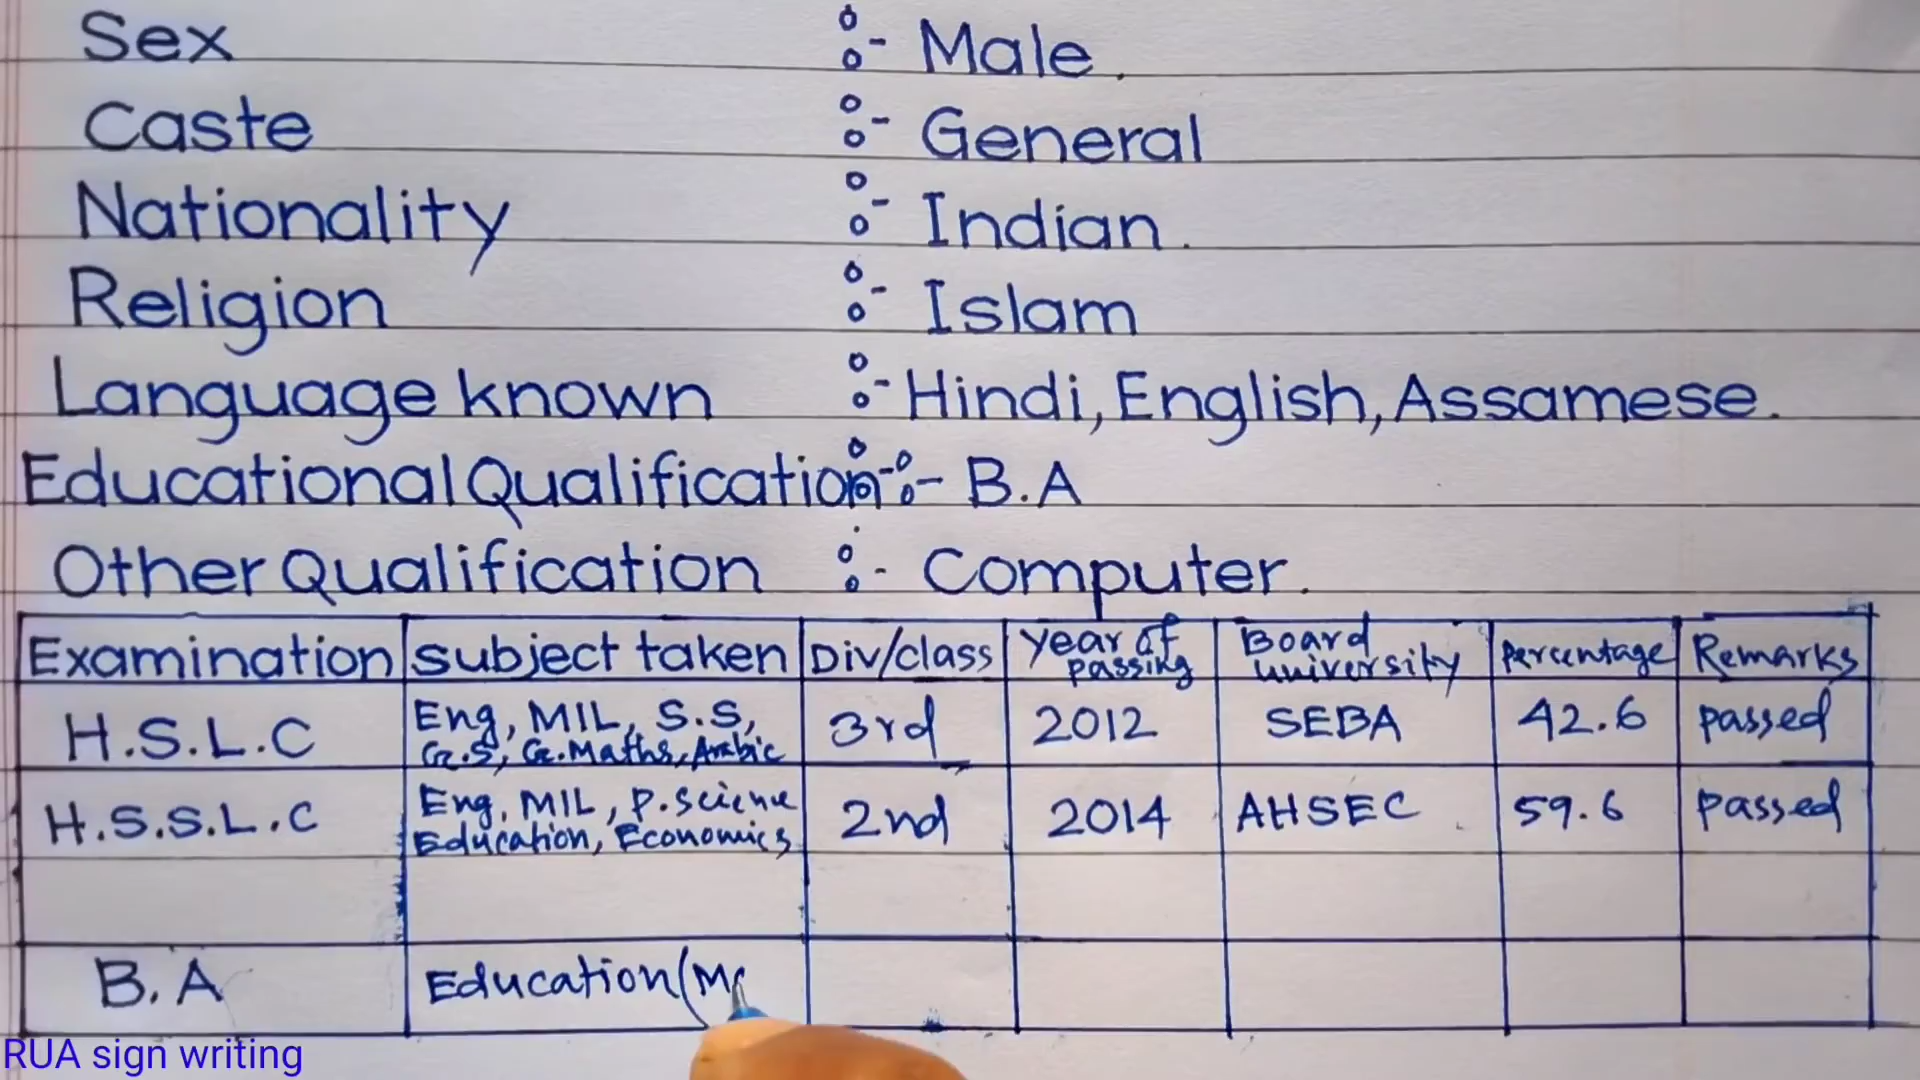 Sex :- Male.
Caste :- General
Nationality :- Indian.
Religion :- Islam
Language known :- Hindi, English, Assamese.
Educational Qualification :- B.A
Other Qualification :- Computer.
Examination subject taken Div/class Year of passing Board university Percentage Remarks
H.S.L.C Eng, MIL, S.S, G.S, G.Maths, Arabic 3rd 2012 SEBA 42.6 passed
H.S.S.L.C Eng, MIL, P.Science Education, Economics 2nd 2014 AHSEC 59.6 passed
B.A Education(M
RUA sign writing